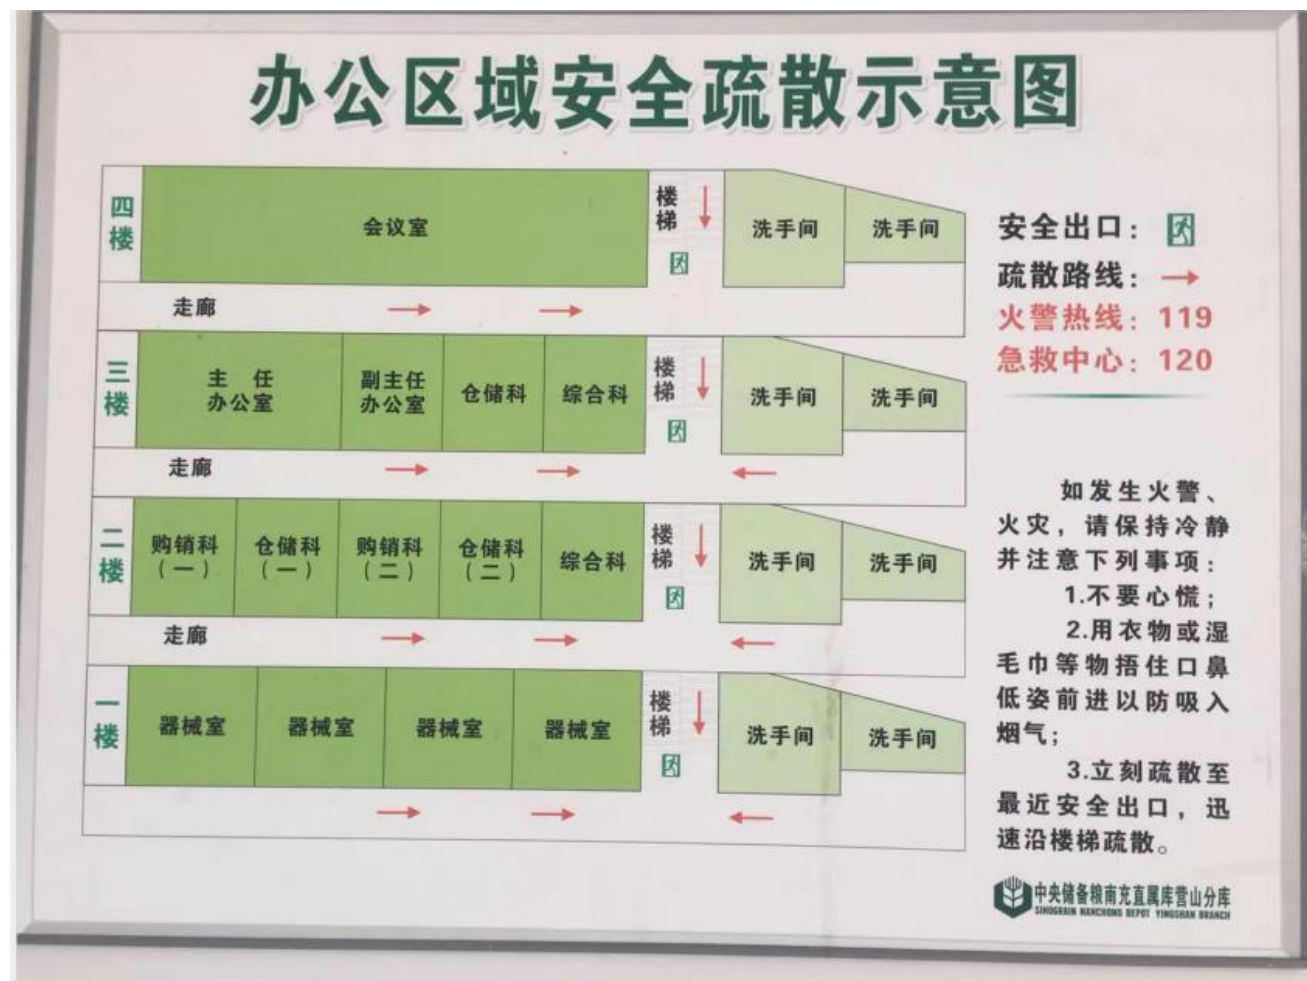 办公区域安全疏散示意图
四楼
会议室
楼梯
洗手间
洗手间
走廊
三楼
主 任
办公室
副主任
办公室
仓储科
综合科
楼梯
洗手间
洗手间
走廊
二楼
购销科
(一)
仓储科
(一)
购销科
(二)
仓储科
(二)
综合科
楼梯
洗手间
洗手间
走廊
一楼
器械室
器械室
器械室
器械室
楼梯
洗手间
洗手间
安全出口：
疏散路线：
火警热线：119
急救中心：120
如发生火警、
火灾，请保持冷静
并注意下列事项：
1.不要心慌；
2.用衣物或湿
毛巾等物捂住口鼻
低姿前进以防吸入
烟气；
3.立刻疏散至
最近安全出口，迅
速沿楼梯疏散。
中央储备粮南充直属库营山分库
SINOGRAIN NANCHONG DEPOT YINGSHAN BRANCH